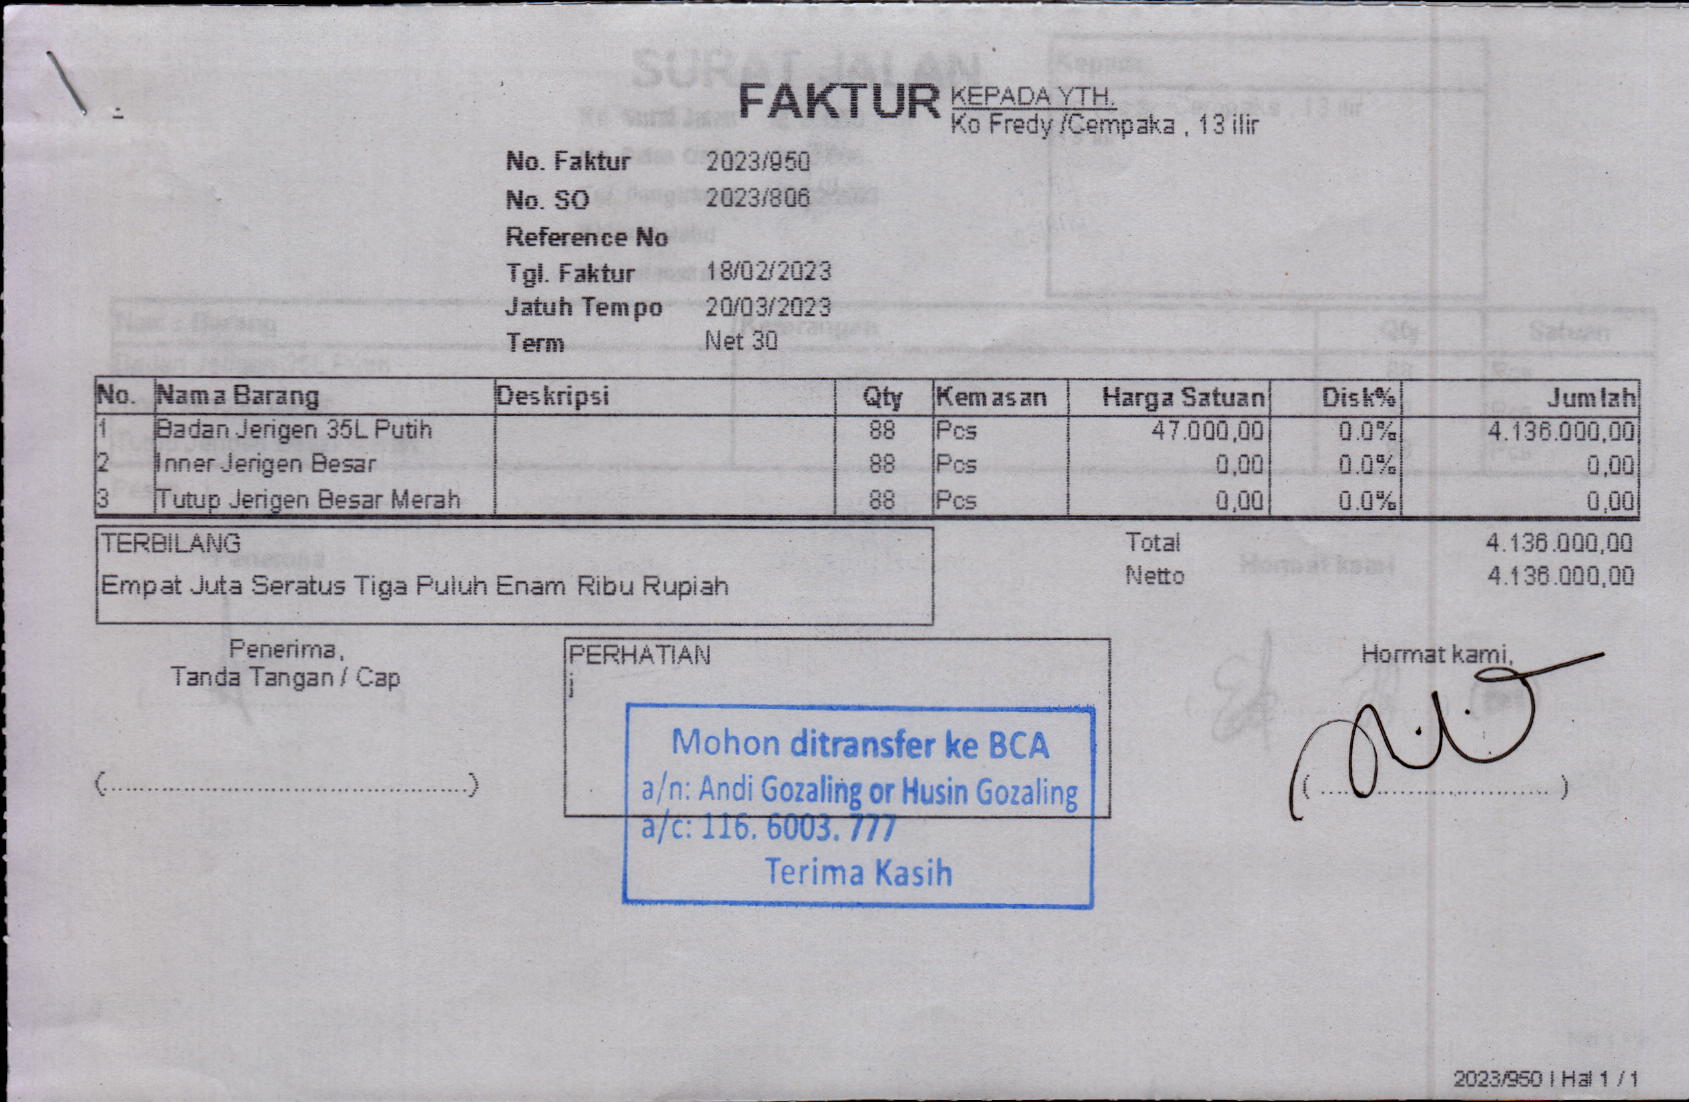 FAKTUR
KEPADA YTH.
Ko Fredy /Cempaka , 13 ilir
No. Faktur 2023/950
No. SO 2023/806
Reference No
Tgl. Faktur 18/02/2023
Jatuh Tempo 20/03/2023
Term Net 30
No. Nama Barang Deskripsi Qty Kemasan Harga Satuan Disk% Jumlah
1 Badan Jerigen 35L Putih 88 Pcs 47.000,00 0.0% 4.136.000,00
2 Inner Jerigen Besar 88 Pcs 0,00 0.0% 0,00
3 Tutup Jerigen Besar Merah 88 Pcs 0,00 0.0% 0,00
TERBILANG
Empat Juta Seratus Tiga Puluh Enam Ribu Rupiah
Total 4.136.000,00
Netto 4.136.000,00
Penerima,
Tanda Tangan / Cap
(..............................................)
PERHATIAN
j
Mohon ditransfer ke BCA
a/n: Andi Gozaling or Husin Gozaling
a/c: 116. 6003. 777
Terima Kasih
Hormat kami,
(.................................)
2023/950 | Hal 1 / 1